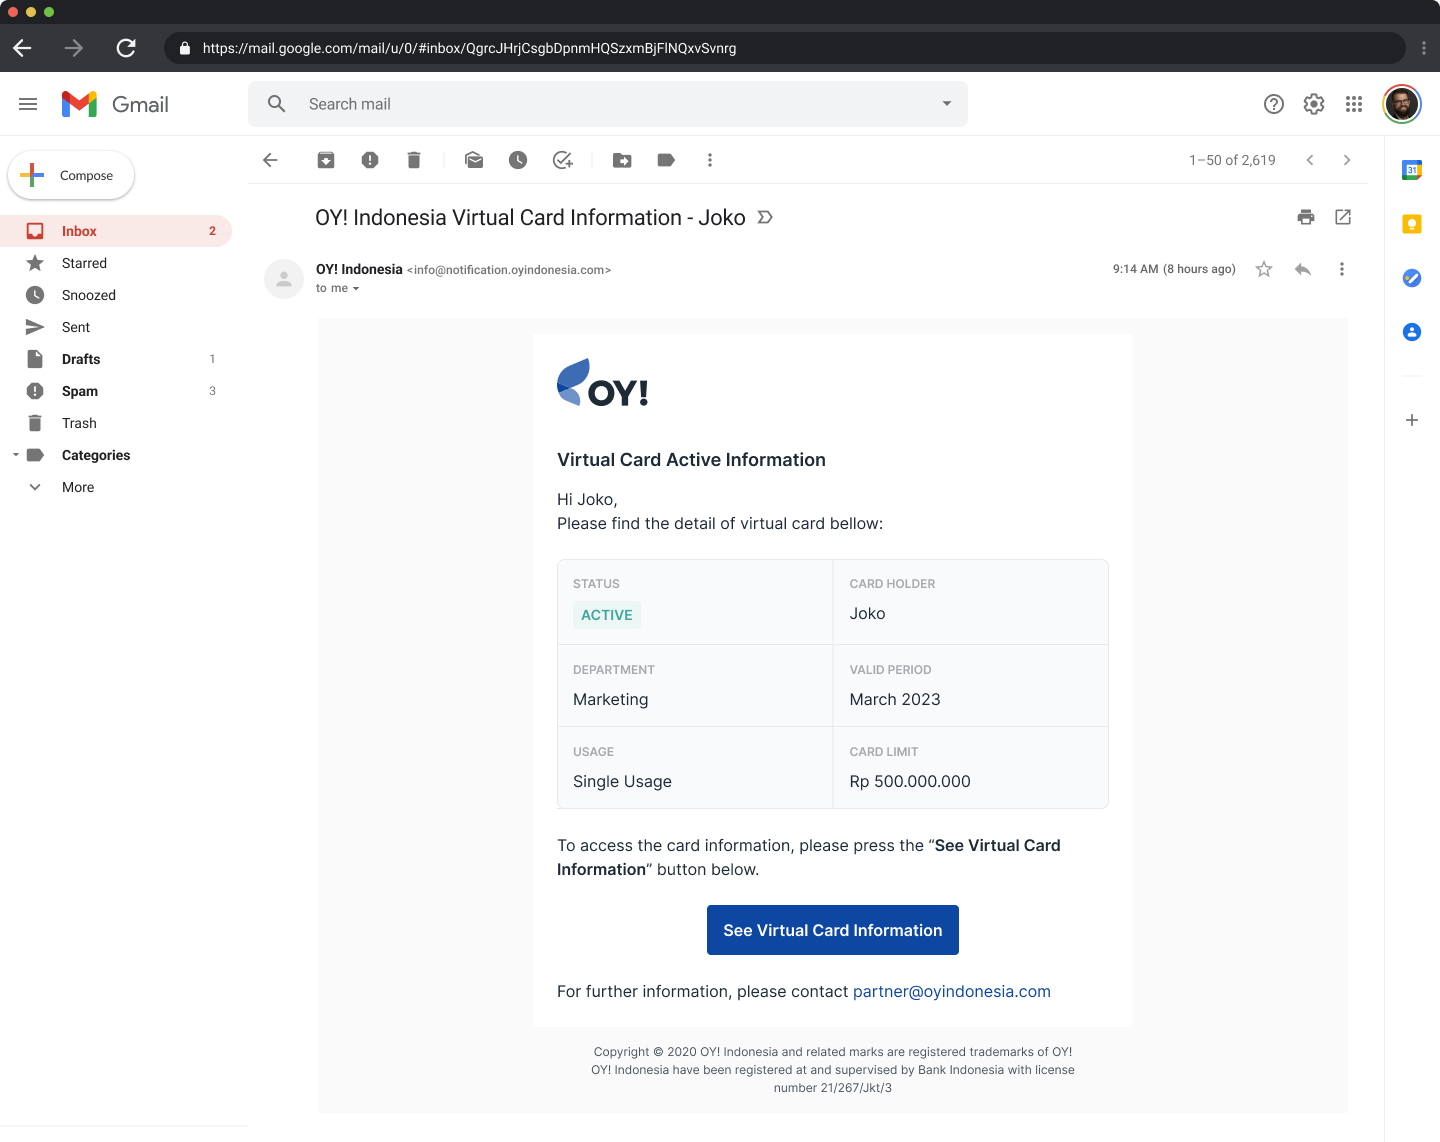 https://mail.google.com/mail/u/0/#inbox/QgrcJHrjCsgbDpnmHQSzxmBjFlNQxvSvnrg
Gmail
Search mail
Compose
1–50 of 2,619
31
Inbox 2
Starred
Snoozed
Sent
Drafts 1
Spam 3
Trash
Categories
More
OY! Indonesia Virtual Card Information - Joko
OY! Indonesia <info@notification.oyindonesia.com>
9:14 AM (8 hours ago)
to me
OY!
Virtual Card Active Information
Hi Joko,
Please find the detail of virtual card bellow:
STATUS
ACTIVE
CARD HOLDER
Joko
DEPARTMENT
Marketing
VALID PERIOD
March 2023
USAGE
Single Usage
CARD LIMIT
Rp 500.000.000
To access the card information, please press the “See Virtual Card
Information” button below.
See Virtual Card Information
For further information, please contact partner@oyindonesia.com
Copyright © 2020 OY! Indonesia and related marks are registered trademarks of OY!
OY! Indonesia have been registered at and supervised by Bank Indonesia with license
number 21/267/Jkt/3